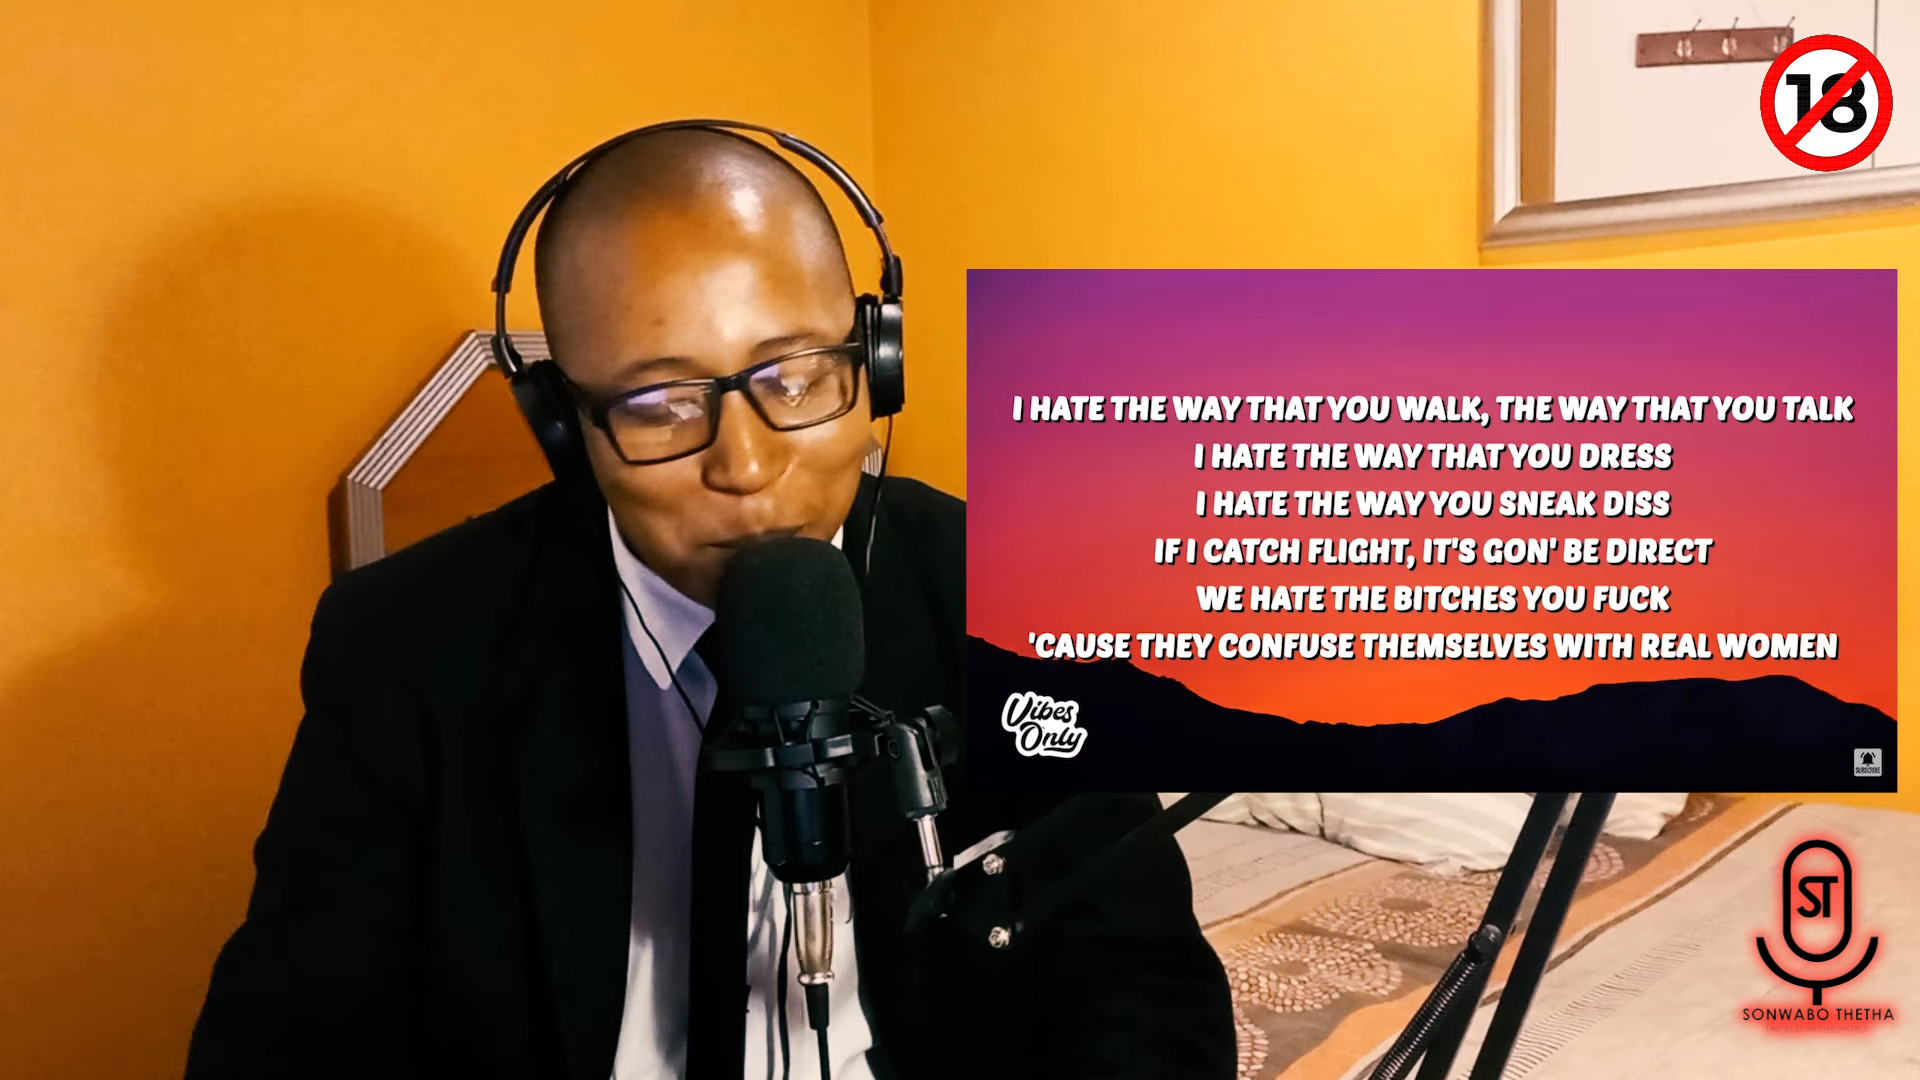 18
I HATE THE WAY THAT YOU WALK, THE WAY THAT YOU TALK
I HATE THE WAY THAT YOU DRESS
I HATE THE WAY YOU SNEAK DISS
IF I CATCH FLIGHT, IT'S GON' BE DIRECT
WE HATE THE BITCHES YOU FUCK
'CAUSE THEY CONFUSE THEMSELVES WITH REAL WOMEN
Vibes
Only
SUBSCRIBE
ST
SONWABO THETHA